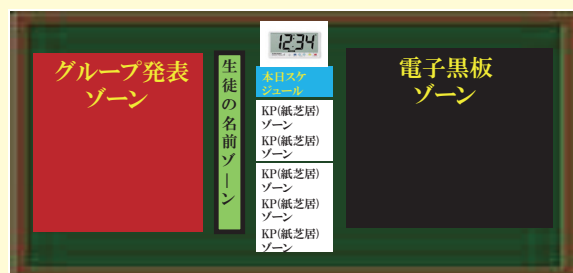 グループ発表
ゾーン
生徒の名前ゾーン
12:34
本日スケ
ジュール
KP(紙芝居)
ゾーン
KP(紙芝居)
ゾーン
KP(紙芝居)
ゾーン
KP(紙芝居)
ゾーン
KP(紙芝居)
ゾーン
電子黒板
ゾーン